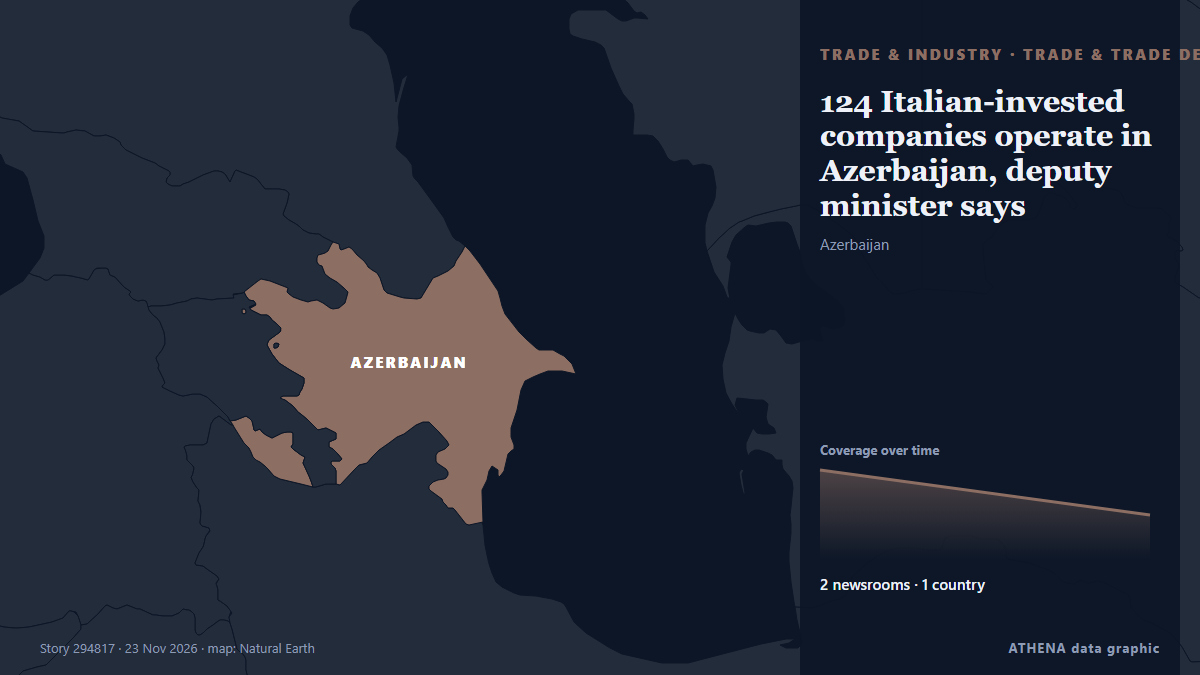 TRADE & INDUSTRY · TRADE & TRADE DE
124 Italian-invested
companies operate in
Azerbaijan, deputy
minister says
Azerbaijan
AZERBAIJAN
Coverage over time
2 newsrooms · 1 country
Story 294817 · 23 Nov 2026 · map: Natural Earth
ATHENA data graphic